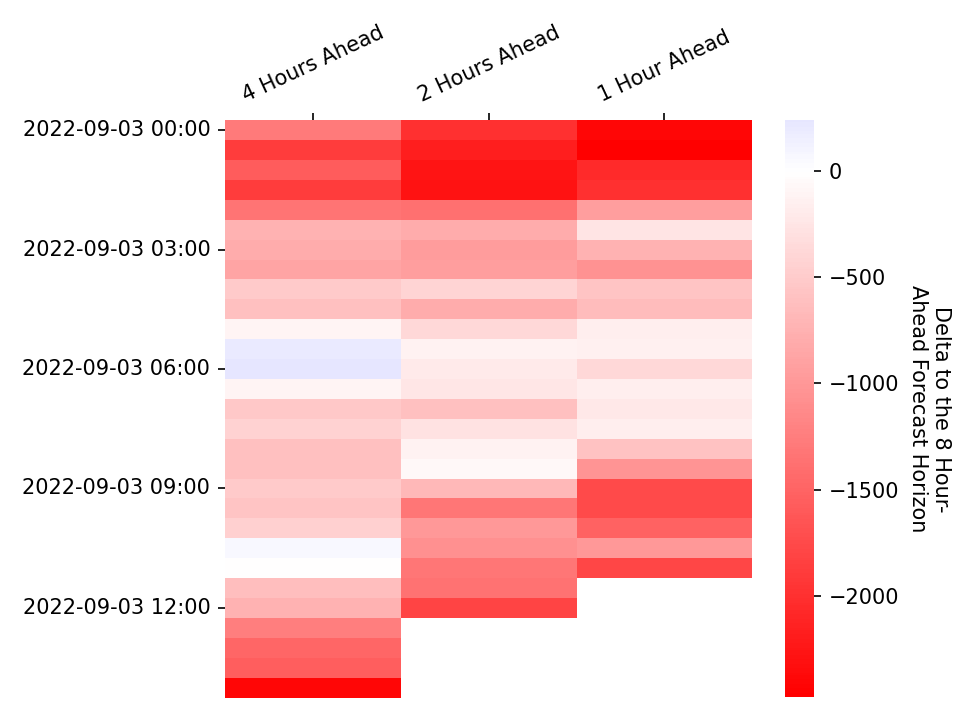 4 Hours Ahead
2 Hours Ahead
1 Hour Ahead
2022-09-03 00:00
2022-09-03 03:00
2022-09-03 06:00
2022-09-03 09:00
2022-09-03 12:00
0
−500
−1000
−1500
−2000
Delta to the 8 Hour-
Ahead Forecast Horizon